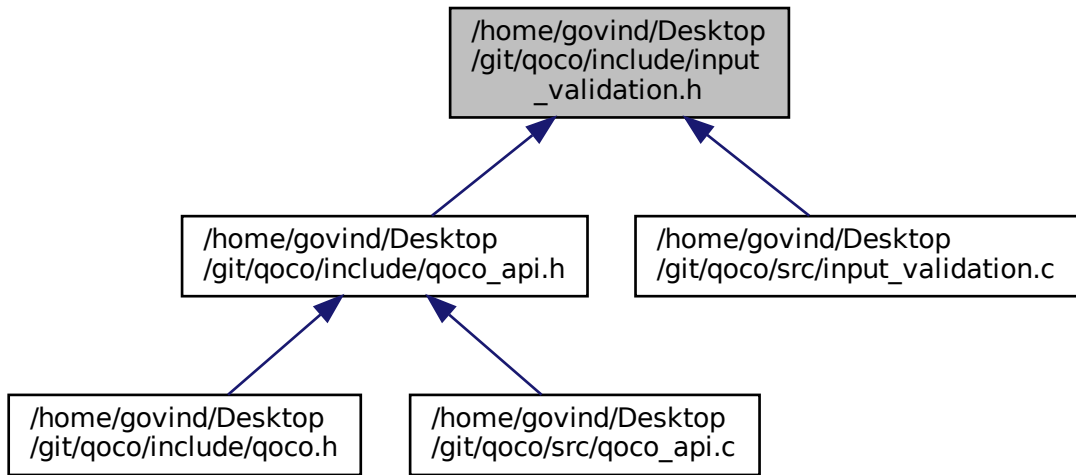 /home/govind/Desktop
/git/qoco/include/input
_validation.h
/home/govind/Desktop
/git/qoco/include/qoco_api.h
/home/govind/Desktop
/git/qoco/src/input_validation.c
/home/govind/Desktop
/git/qoco/include/qoco.h
/home/govind/Desktop
/git/qoco/src/qoco_api.c